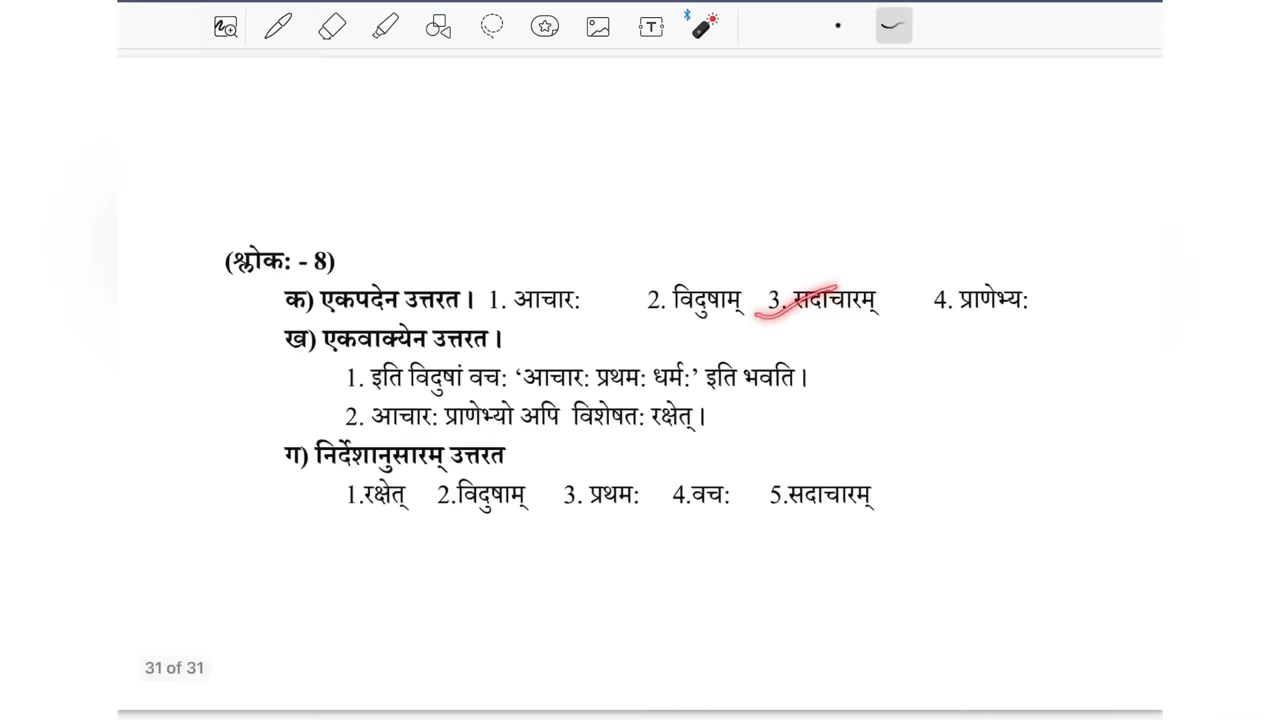 (श्लोक: - 8)
क) एकपदेन उत्तरत । 1. आचार: 2. विदुषाम् 3. सदाचारम् 4. प्राणेभ्य:
ख) एकवाक्येन उत्तरत ।
1. इति विदुषां वच: ‘आचार: प्रथम: धर्म:’ इति भवति ।
2. आचार: प्राणेभ्यो अपि विशेषत: रक्षेत् ।
ग) निर्देशानुसारम् उत्तरत
1.रक्षेत् 2.विदुषाम् 3. प्रथम: 4.वच: 5.सदाचारम्
31 of 31